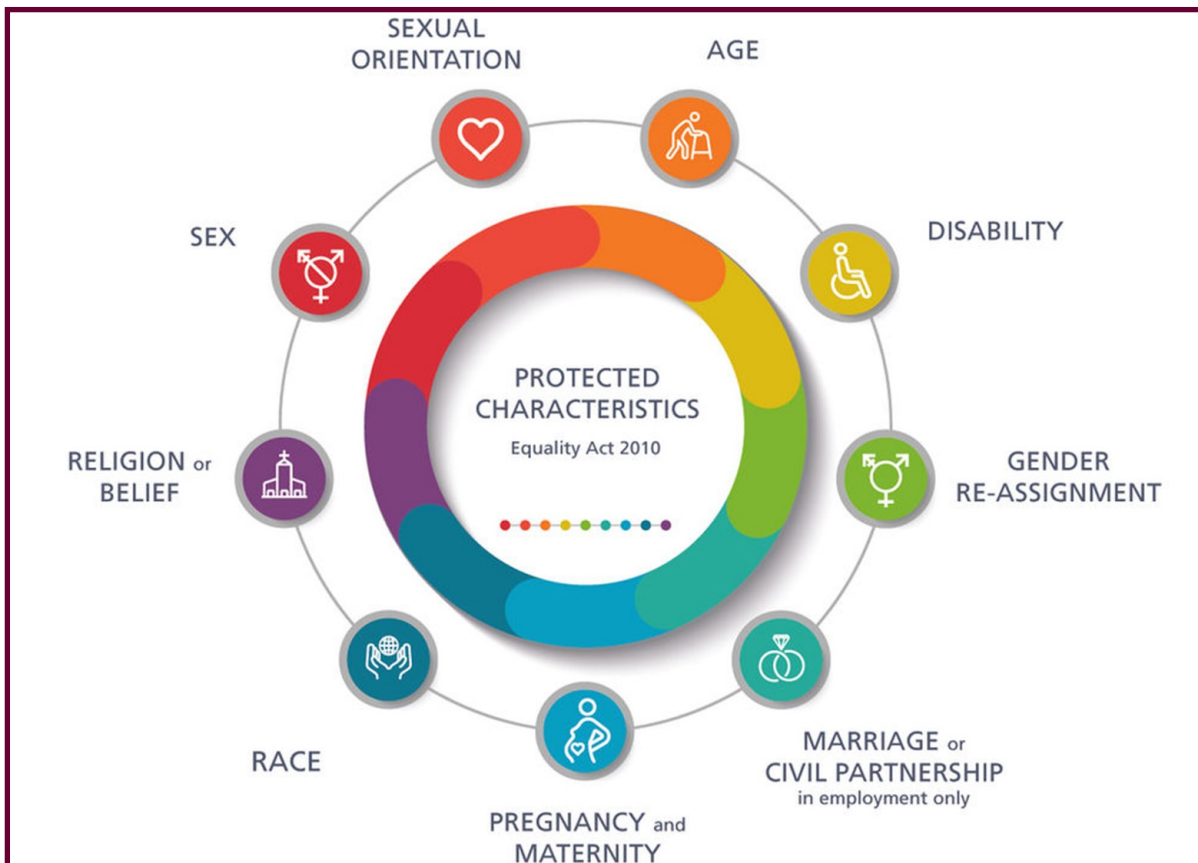 SEXUAL
ORIENTATION
AGE
DISABILITY
GENDER
RE-ASSIGNMENT
MARRIAGE or
CIVIL PARTNERSHIP
in employment only
PREGNANCY and
MATERNITY
RACE
RELIGION or
BELIEF
SEX
PROTECTED
CHARACTERISTICS
Equality Act 2010